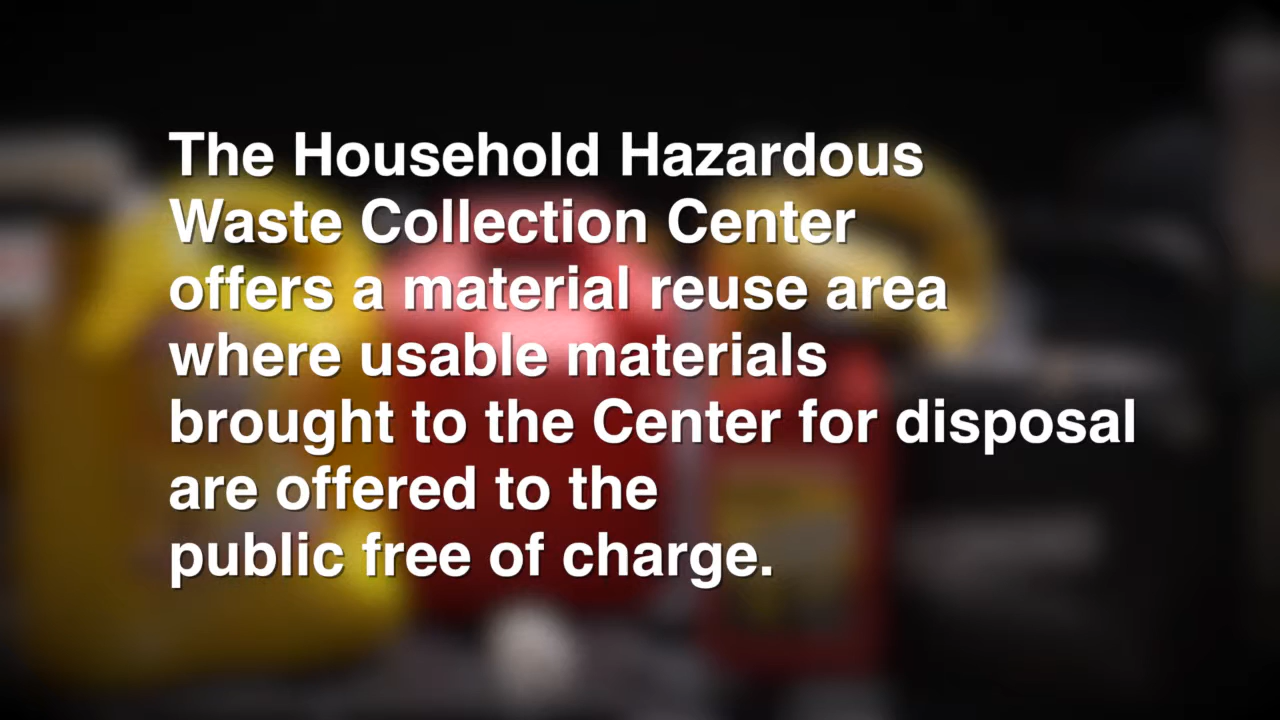 The Household Hazardous
Waste Collection Center
offers a material reuse area
where usable materials
brought to the Center for disposal
are offered to the
public free of charge.